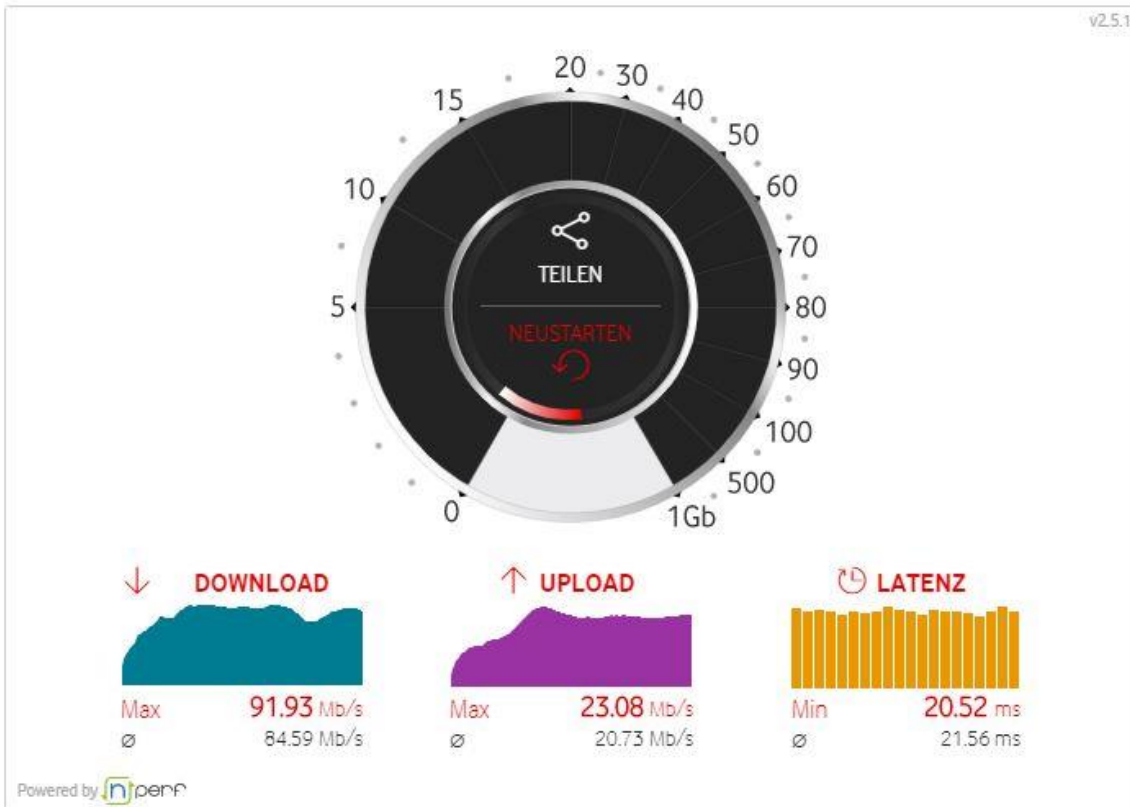 v2.5.1
20
30
15
40
50
10
60
70
5
80
90
100
500
0
1Gb
TEILEN
NEUSTARTEN
DOWNLOAD
Max 91.93 Mb/s
Ø 84.59 Mb/s
UPLOAD
Max 23.08 Mb/s
Ø 20.73 Mb/s
LATENZ
Min 20.52 ms
Ø 21.56 ms
Powered by nperf